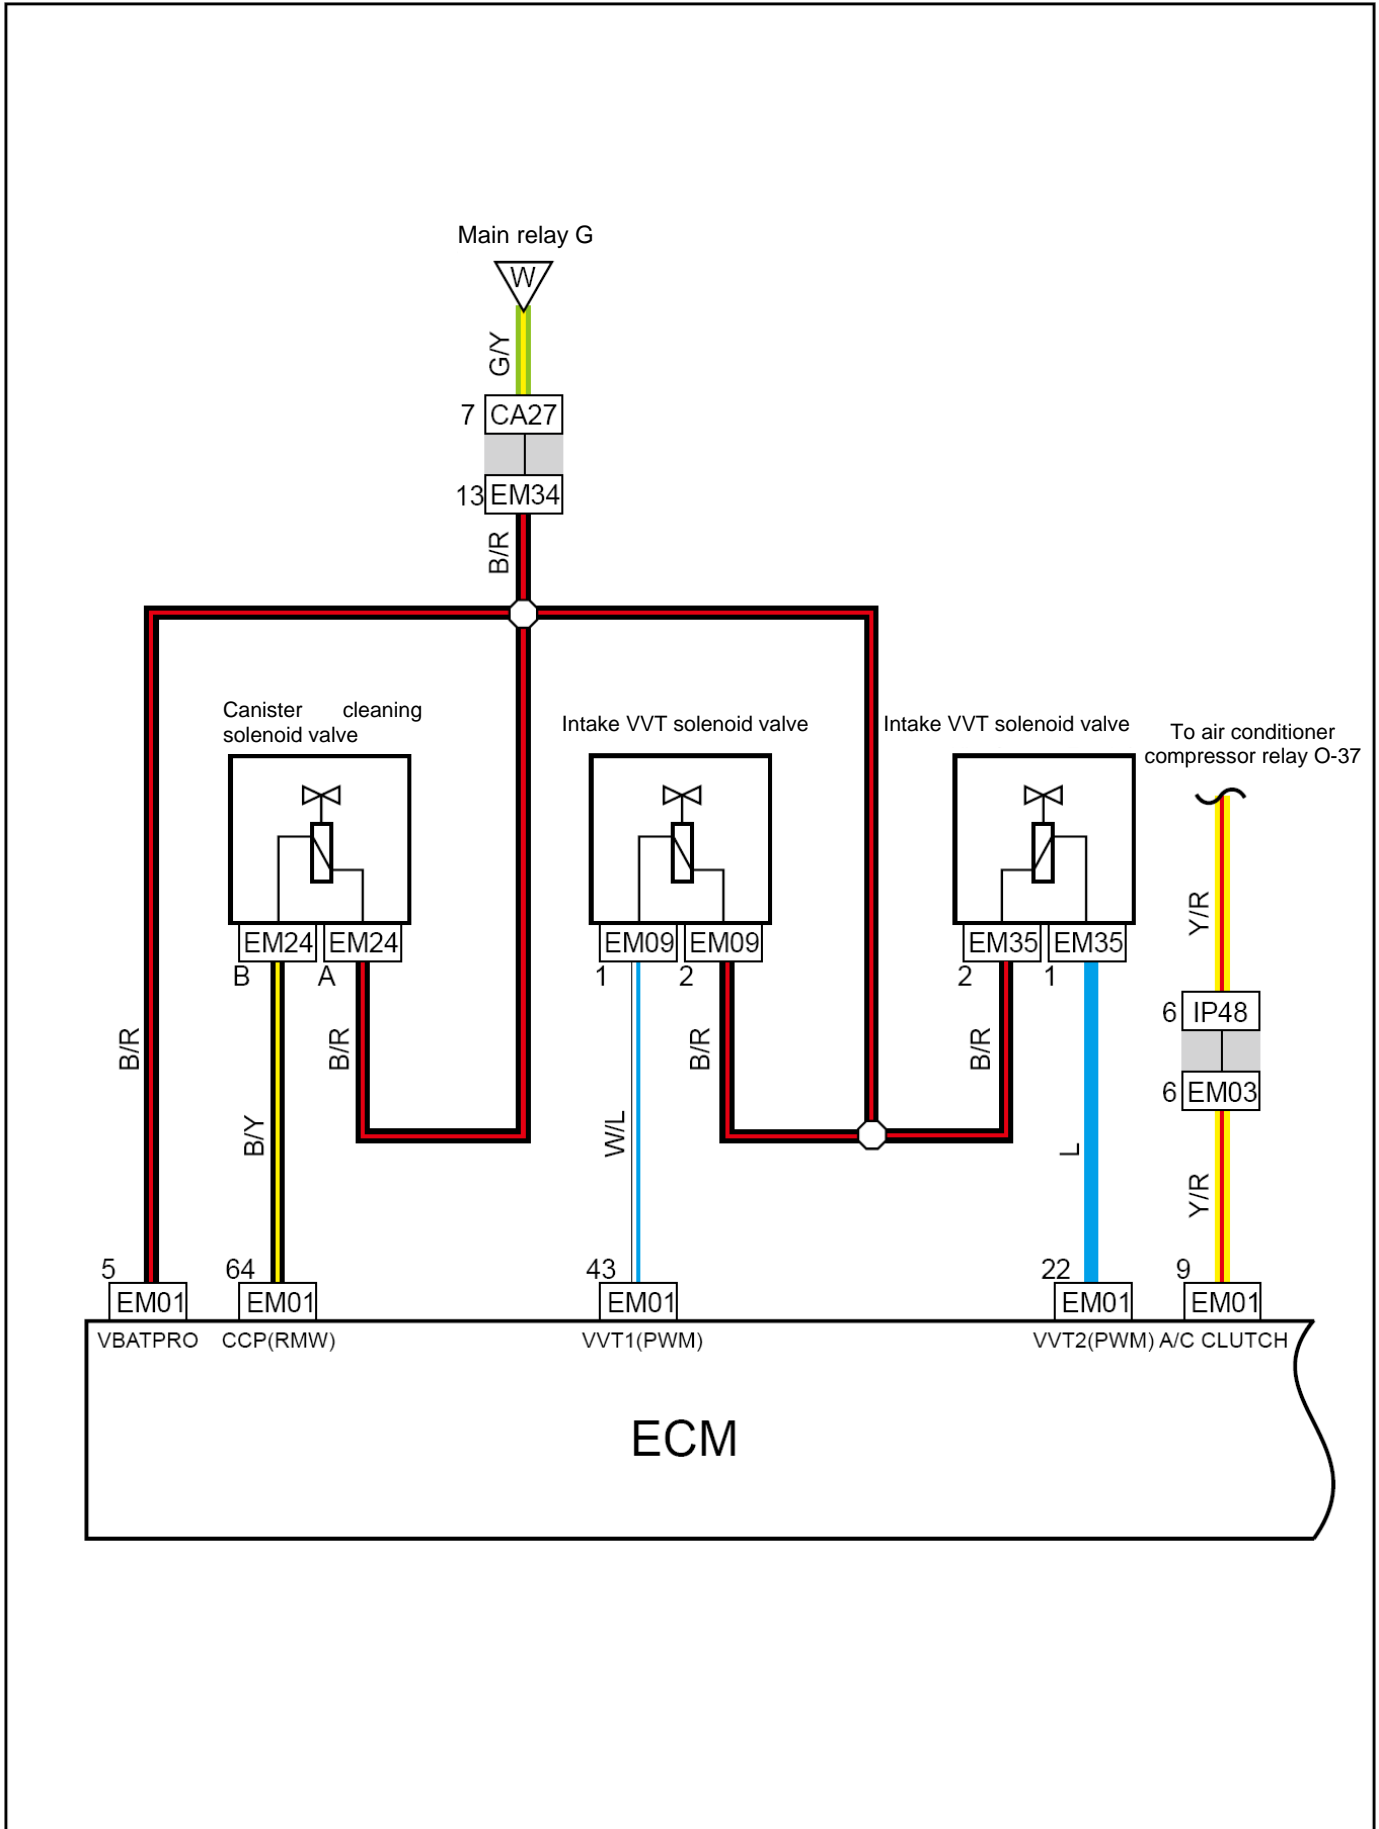 Main relay G
W
G/Y
7 CA27
13 EM34
B/R
Canister cleaning
solenoid valve
Intake VVT solenoid valve
Intake VVT solenoid valve
To air conditioner
compressor relay O-37
EM24 EM24
B A
EM09 EM09
1 2
EM35 EM35
2 1
Y/R
6 IP48
6 EM03
B/R
B/R
B/R
B/R
B/Y
W/L
L
Y/R
5 EM01
64 EM01
43 EM01
22 EM01
9 EM01
VBATPRO CCP(RMW) VVT1(PWM) VVT2(PWM) A/C CLUTCH
ECM